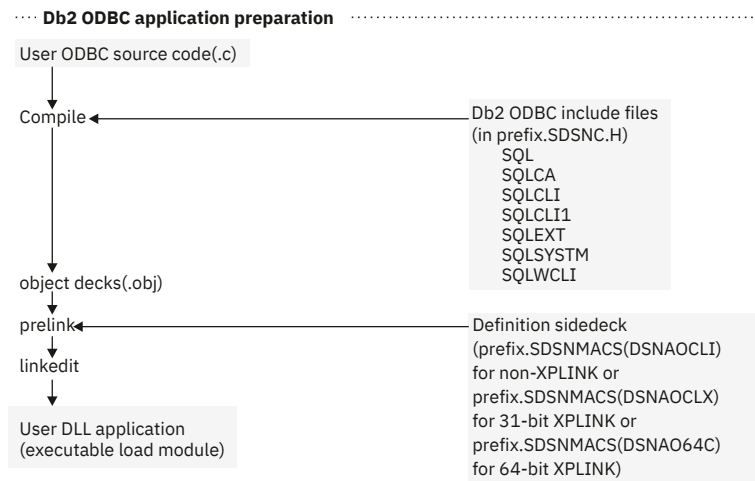 Db2 ODBC application preparation
User ODBC source code(.c)
Compile
Db2 ODBC include files
(in prefix.SDSNC.H)
SQL
SQLCA
SQLCLI
SQLCLI1
SQLEXT
SQLSYSTM
SQLWCLI
object decks(.obj)
prelink
Definition sidedeck
(prefix.SDSNMACS(DSNAOCLI)
for non-XPLINK or
prefix.SDSNMACS(DSNAOCLX)
for 31-bit XPLINK or
prefix.SDSNMACS(DSNAO64C)
for 64-bit XPLINK)
linkedit
User DLL application
(executable load module)